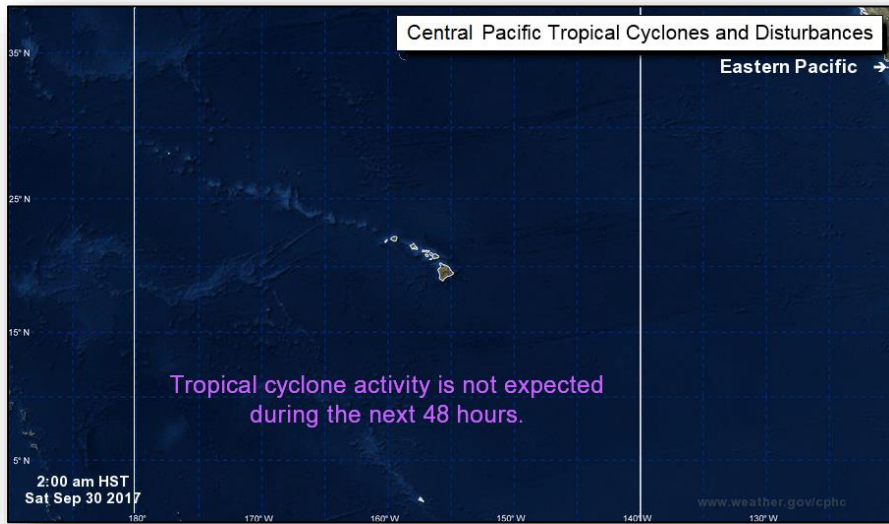 Central Pacific Tropical Cyclones and Disturbances
35° N
Eastern Pacific →
25° N
15° N
Tropical cyclone activity is not expected
during the next 48 hours.
5° N
2:00 am HST
Sat Sep 30 2017
www.weather.gov/cphc
180° 170° W 160° W 150° W 140° W 130° W